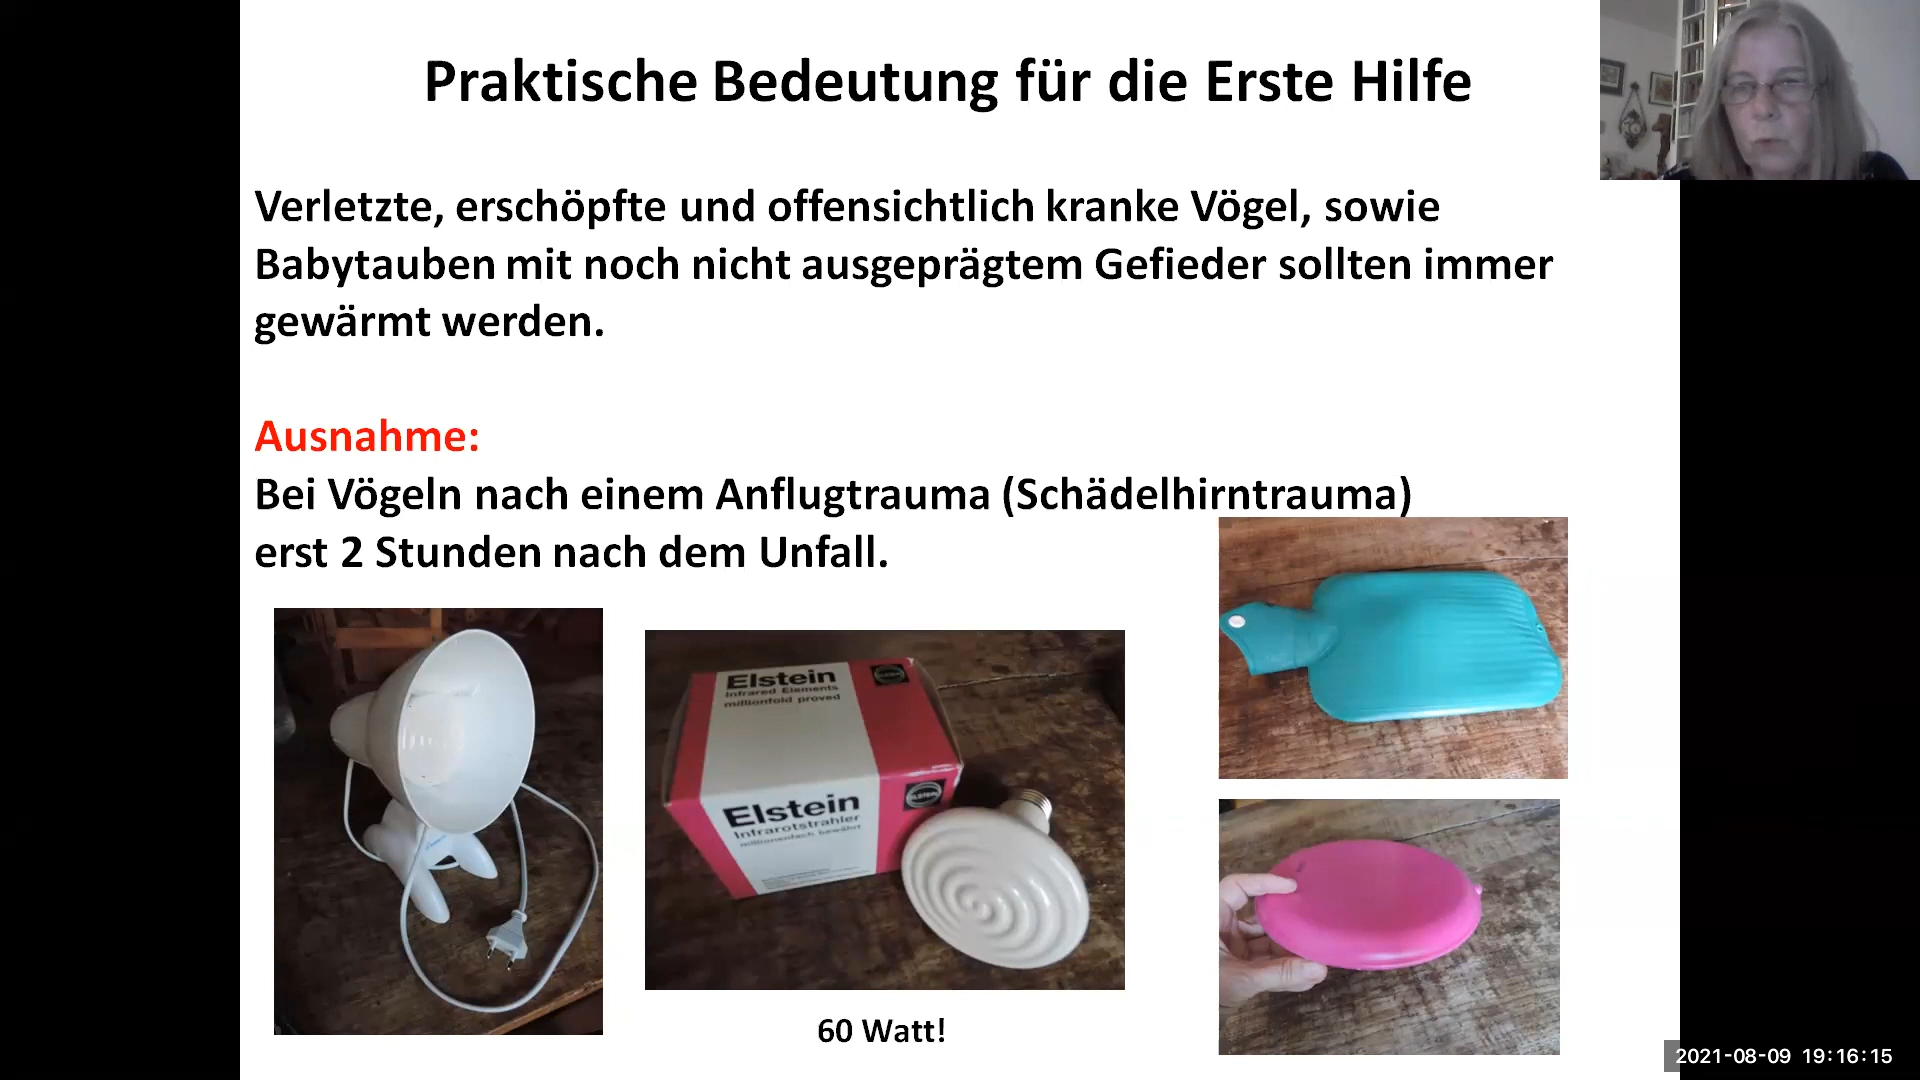 Praktische Bedeutung für die Erste Hilfe
Verletzte, erschöpfte und offensichtlich kranke Vögel, sowie
Babytauben mit noch nicht ausgeprägtem Gefieder sollten immer
gewärmt werden.
Ausnahme:
Bei Vögeln nach einem Anflugtrauma (Schädelhirntrauma)
erst 2 Stunden nach dem Unfall.
Elstein
Infrared Elements
millionfold proved
Elstein
Infrarotstrahler
millionenfach bewährt
60 Watt!
2021-08-09 19:16:15